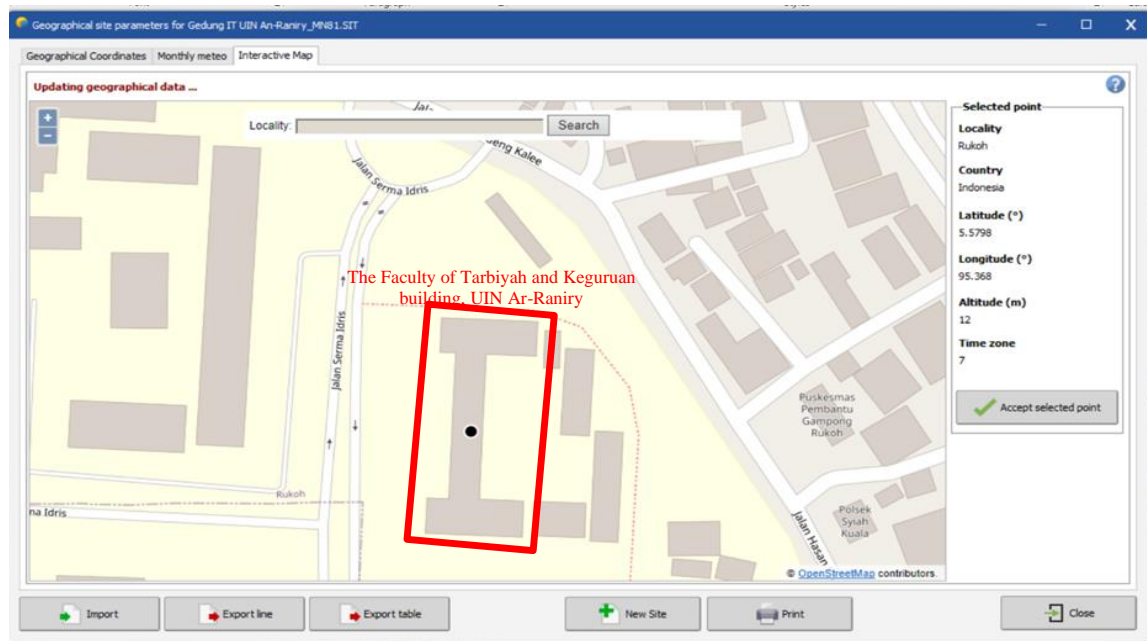 Geographical site parameters for Gedung IT UIN An-Raniry_MN81.SIT
Geographical Coordinates
Monthly meteo
Interactive Map
Updating geographical data ...
Locality:
Search
Jalan Serma Idris
eng Kalee
The Faculty of Tarbiyah and Keguruan
building, UIN Ar-Raniry
Jalan Serma Idris
Rukoh
na Idris
Puskesmas
Pembantu
Gampong
Rukoh
Polsek
Syiah
Kuala
Jalan Hasan
© OpenStreetMap contributors.
Selected point
Locality
Rukoh
Country
Indonesia
Latitude (°)
5.5798
Longitude (°)
95.368
Altitude (m)
12
Time zone
7
Accept selected point
Import
Export line
Export table
New Site
Print
Close